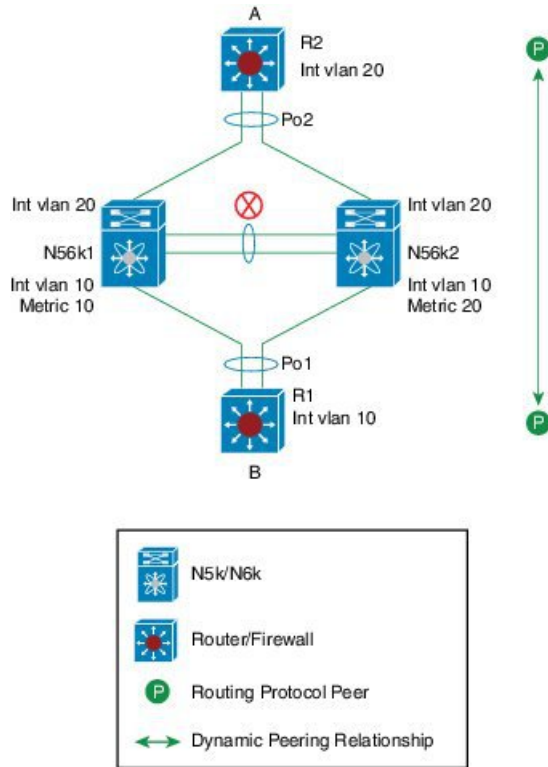 A
R2
Int vlan 20
P
Po2
Int vlan 20
Int vlan 20
N56k1
N56k2
Int vlan 10
Metric 10
Int vlan 10
Metric 20
Po1
R1
Int vlan 10
P
B
N5k/N6k
Router/Firewall
P
Routing Protocol Peer
Dynamic Peering Relationship